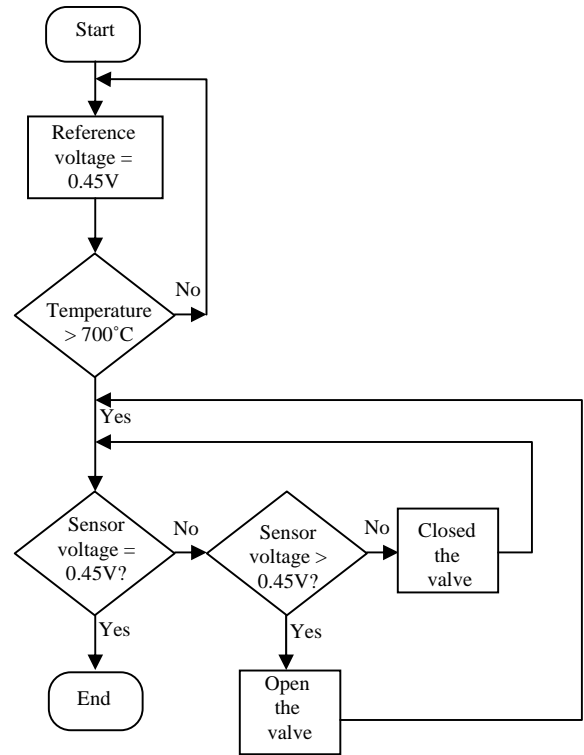 Start
Reference
voltage =
0.45V
No
Temperature
> 700˚C
Yes
Sensor
voltage =
0.45V?
No
Sensor
voltage >
0.45V?
No
Closed
the
valve
Yes
Yes
End
Open
the
valve